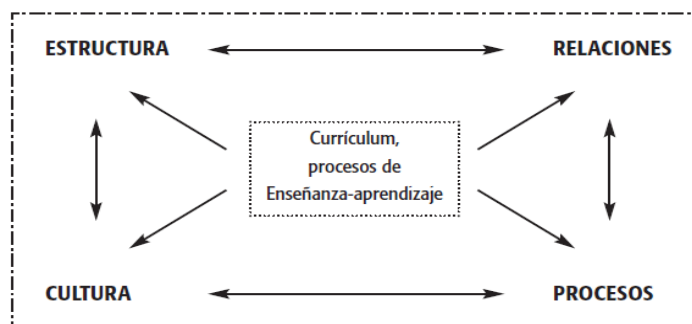 ESTRUCTURA
RELACIONES
Currículum,
procesos de
Enseñanza-aprendizaje
CULTURA
PROCESOS